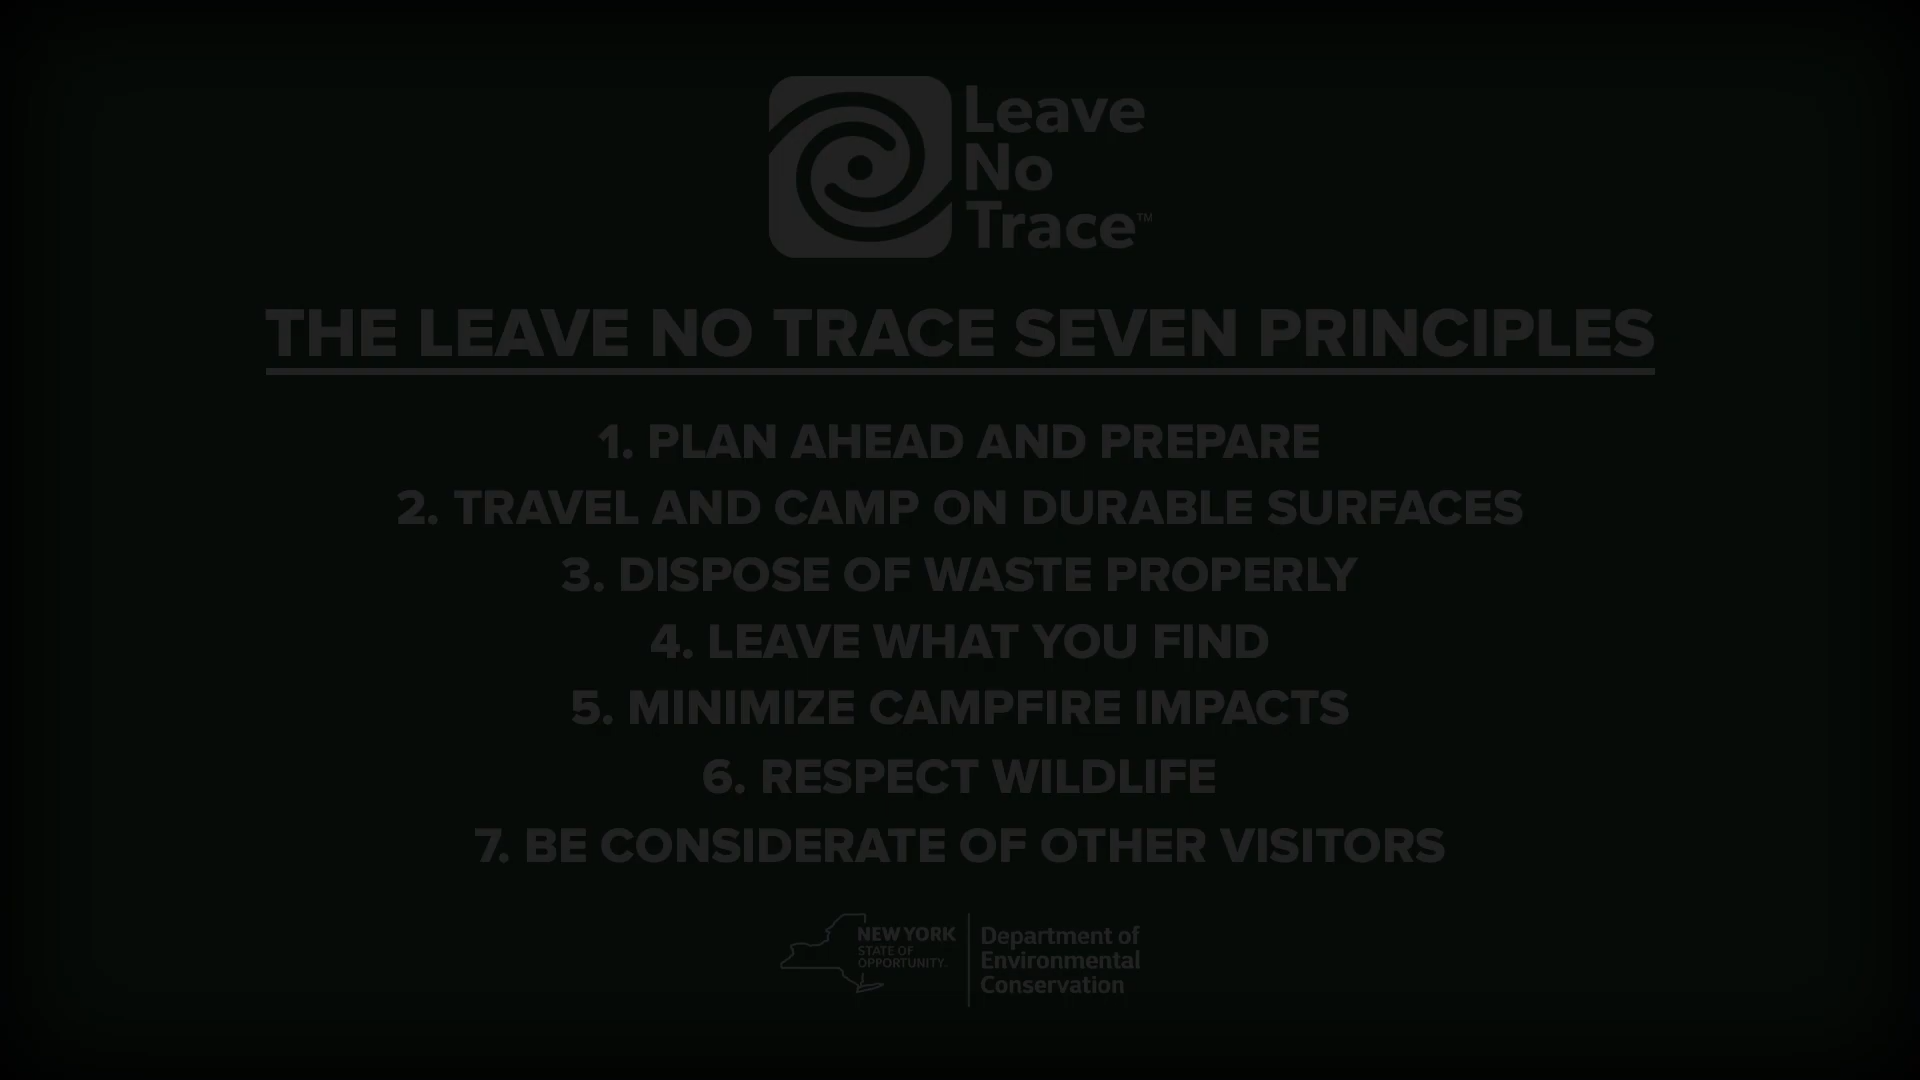 Leave
No
Trace™
THE LEAVE NO TRACE SEVEN PRINCIPLES
1. PLAN AHEAD AND PREPARE
2. TRAVEL AND CAMP ON DURABLE SURFACES
3. DISPOSE OF WASTE PROPERLY
4. LEAVE WHAT YOU FIND
5. MINIMIZE CAMPFIRE IMPACTS
6. RESPECT WILDLIFE
7. BE CONSIDERATE OF OTHER VISITORS
NEW YORK
STATE OF
OPPORTUNITY.
Department of
Environmental
Conservation